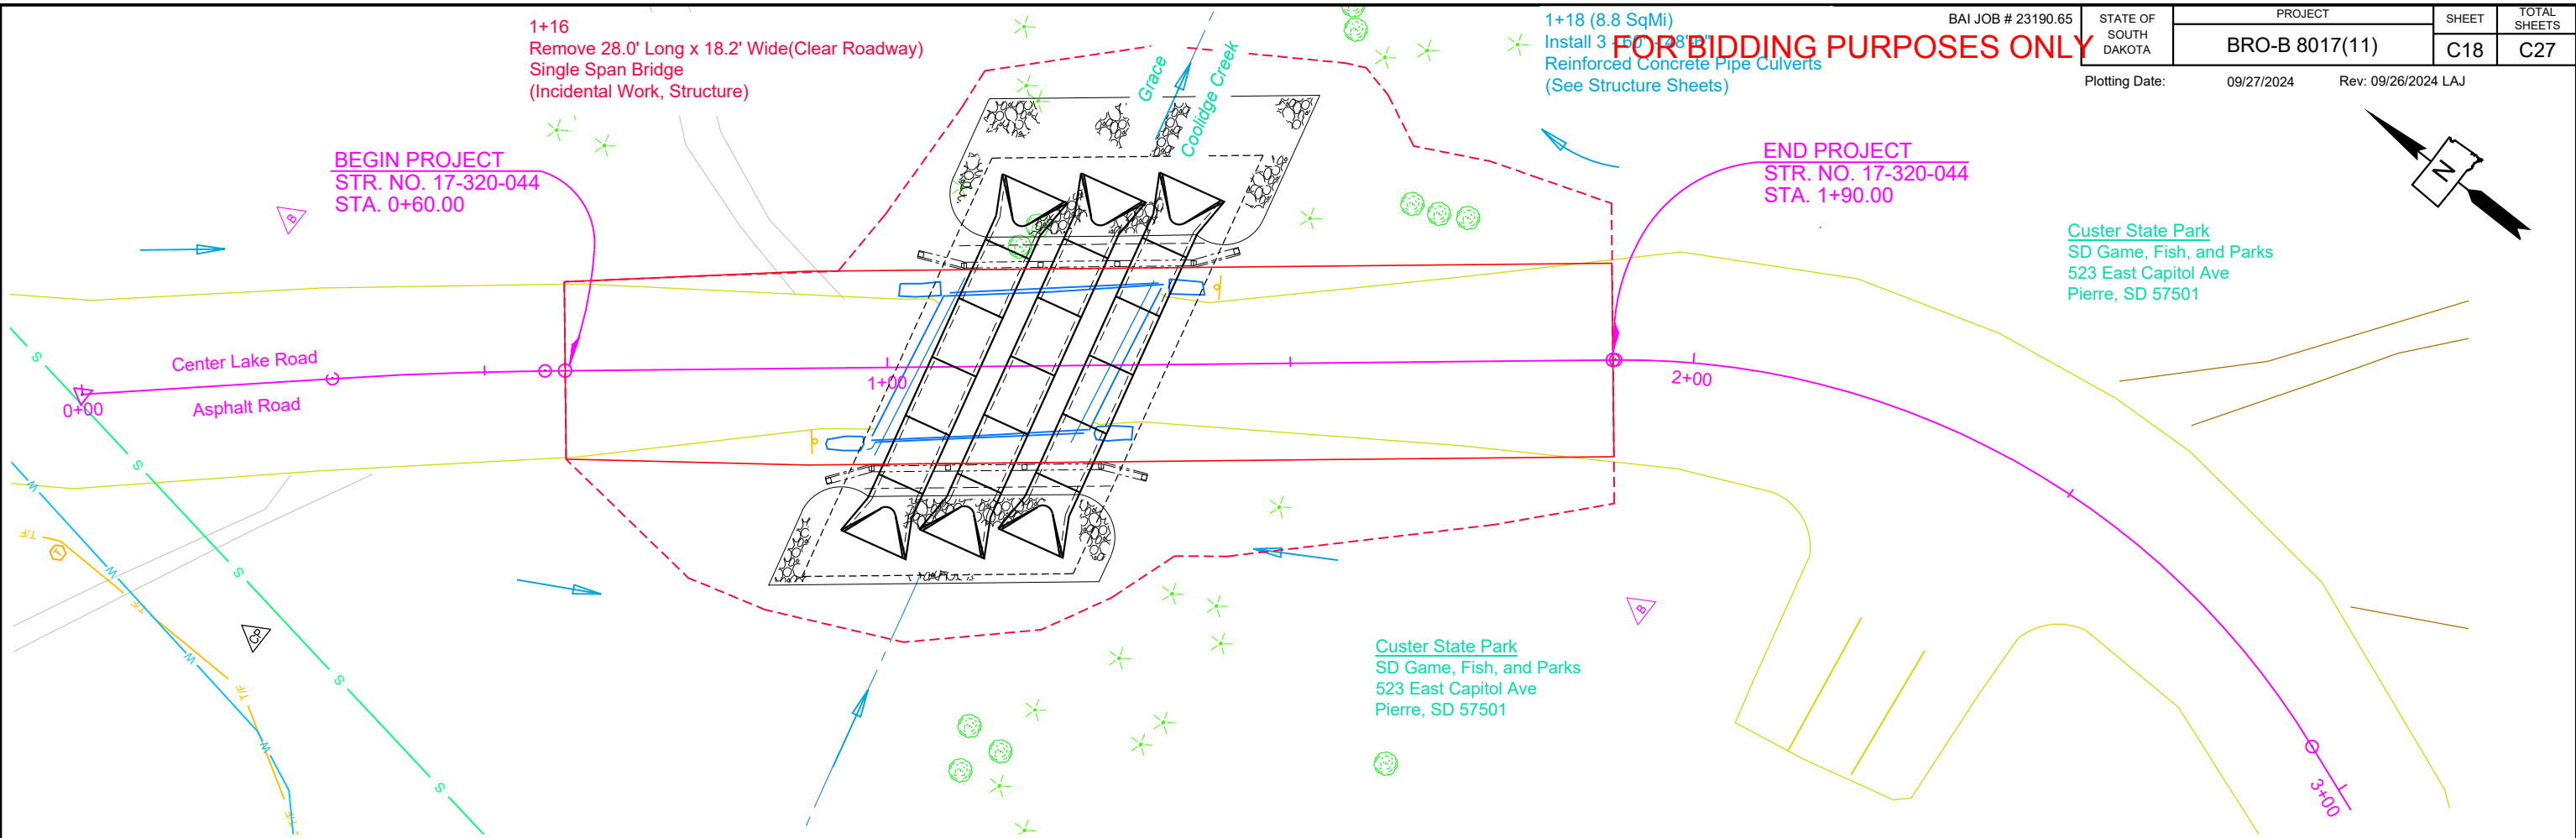 1+16
Remove 28.0' Long x 18.2' Wide(Clear Roadway)
Single Span Bridge
(Incidental Work, Structure)
1+18 (8.8 SqMi)
Install 3 - 60" - 48'-6"
Reinforced Concrete Pipe Culverts
(See Structure Sheets)
FOR BIDDING PURPOSES ONLY
BAI JOB # 23190.65
STATE OF
SOUTH
DAKOTA
PROJECT
BRO-B 8017(11)
SHEET
C18
TOTAL
SHEETS
C27
Plotting Date: 09/27/2024 Rev: 09/26/2024 LAJ
N
Grace
Coolidge Creek
BEGIN PROJECT
STR. NO. 17-320-044
STA. 0+60.00
END PROJECT
STR. NO. 17-320-044
STA. 1+90.00
Custer State Park
SD Game, Fish, and Parks
523 East Capitol Ave
Pierre, SD 57501
B
Center Lake Road
Asphalt Road
0+00
1+00
2+00
3+00
S
S
S
S
S
W
W
W
W
T/F
T/F
T/F
T/F
T
CP
B
Custer State Park
SD Game, Fish, and Parks
523 East Capitol Ave
Pierre, SD 57501